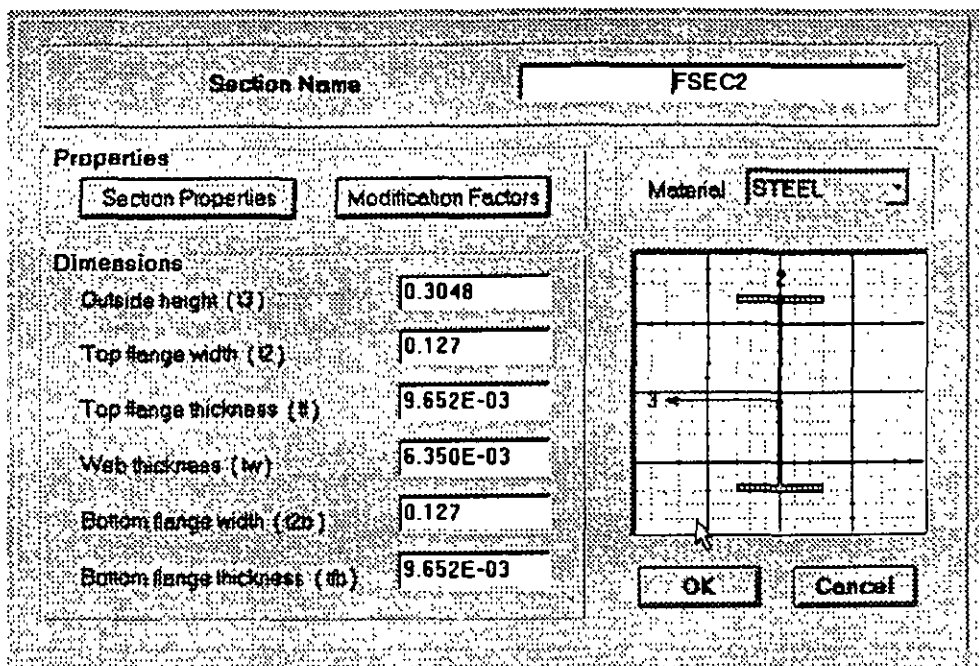 Section Name FSEC2
Properties
Section Properties Modification Factors
Material STEEL
Dimensions
Outside height (t3) 0.3048
Top flange width (t2) 0.127
Top flange thickness (tf) 9.652E-03
Web thickness (tw) 6.350E-03
Bottom flange width (t2b) 0.127
Bottom flange thickness (tfb) 9.652E-03
2
3
OK Cancel